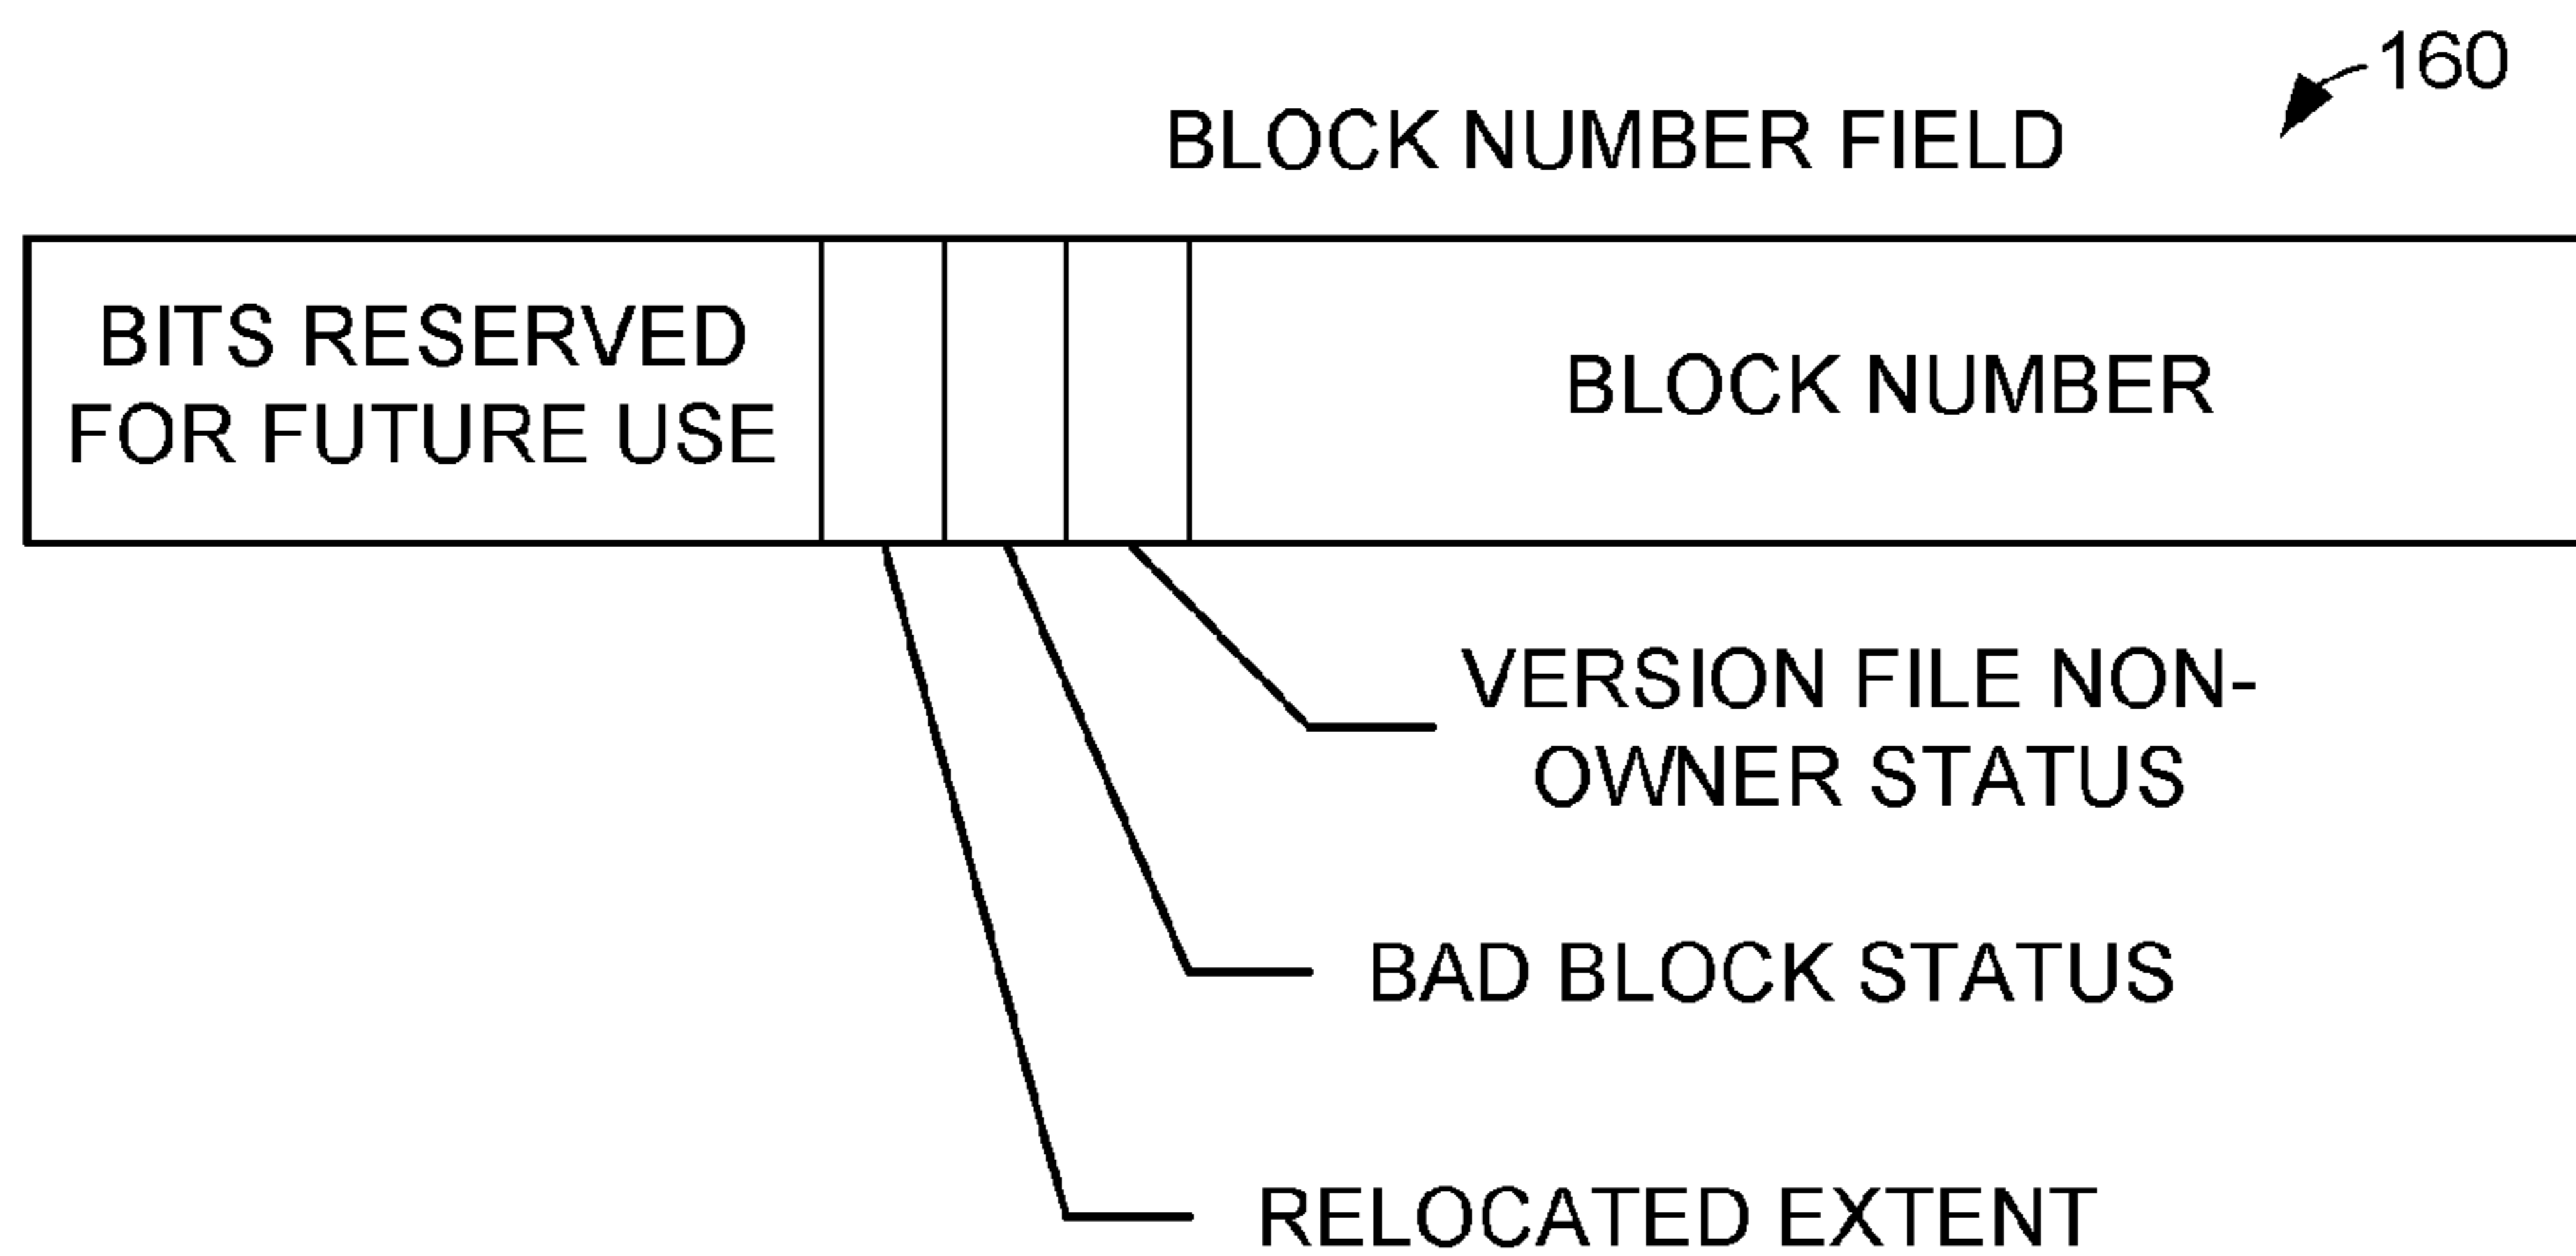 160
BLOCK NUMBER FIELD
BITS RESERVED
FOR FUTURE USE
BLOCK NUMBER
VERSION FILE NON-
OWNER STATUS
BAD BLOCK STATUS
RELOCATED EXTENT